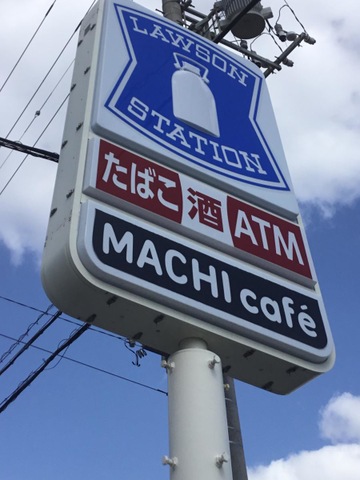 LAWSON
STATION
たばこ 酒 ATM
MACHI café